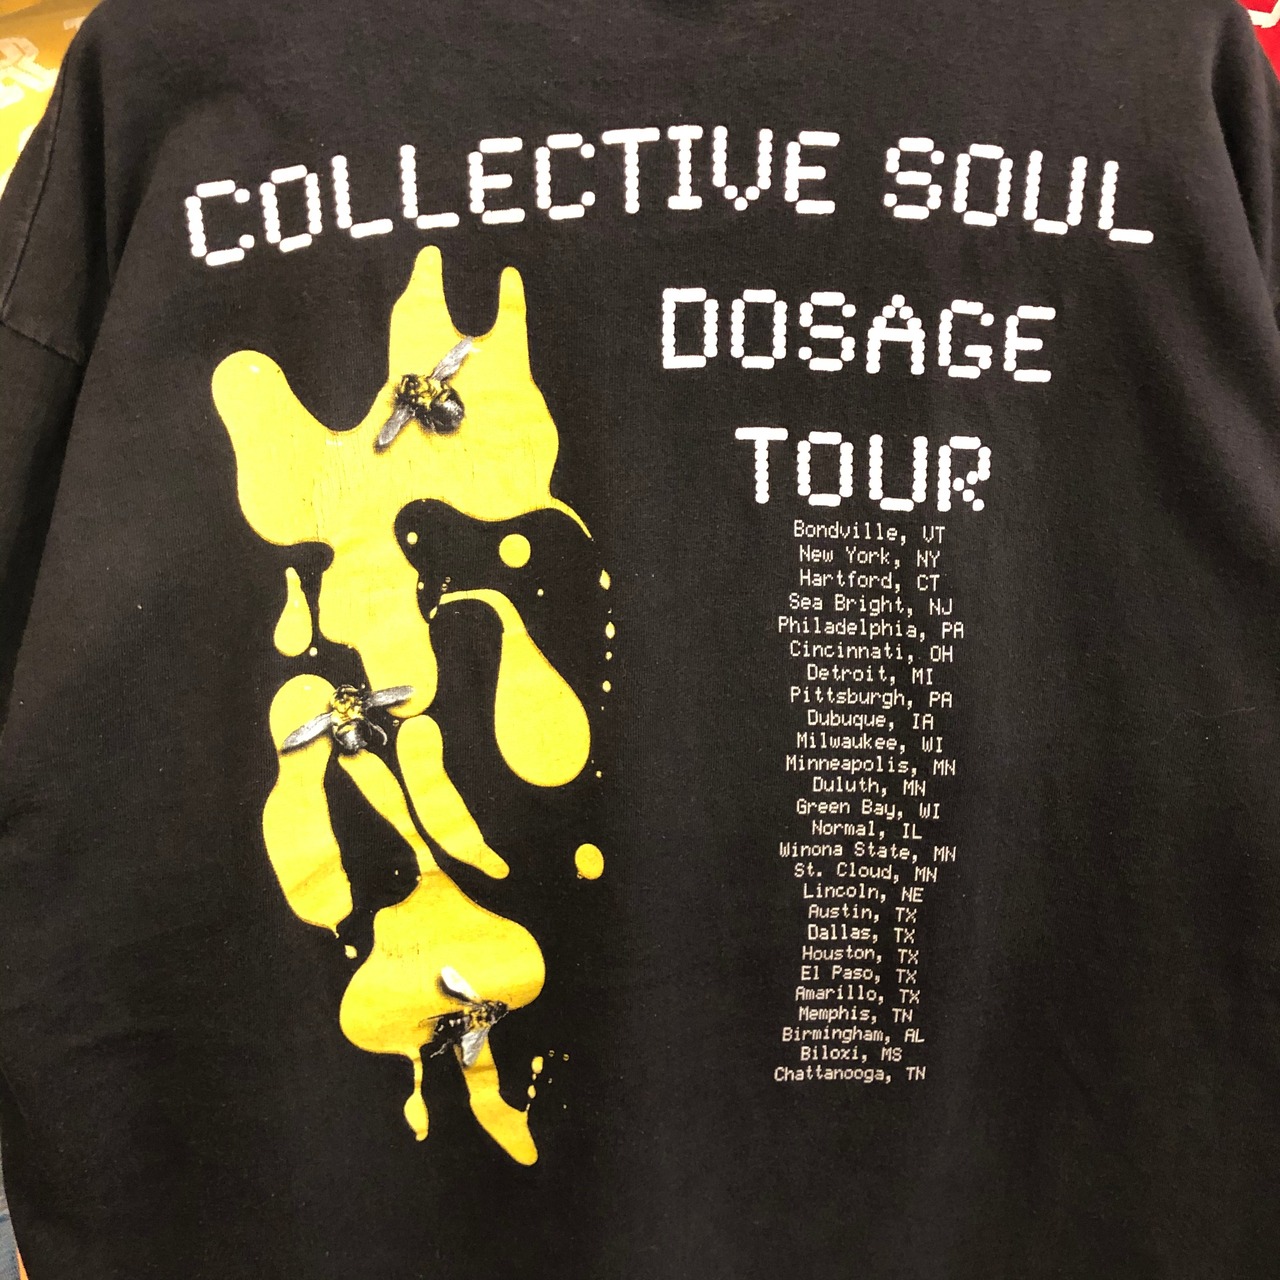 COLLECTIVE SOUL
DOSAGE
TOUR
Bondville, VT
New York, NY
Hartford, CT
Sea Bright, NJ
Philadelphia, PA
Cincinnati, OH
Detroit, MI
Pittsburgh, PA
Dubuque, IA
Milwaukee, WI
Minneapolis, MN
Duluth, MN
Green Bay, WI
Normal, IL
Winona State, MN
St. Cloud, MN
Lincoln, NE
Austin, TX
Dallas, TX
Houston, TX
El Paso, TX
Amarillo, TX
Memphis, TN
Birmingham, AL
Biloxi, MS
Chattanooga, TN